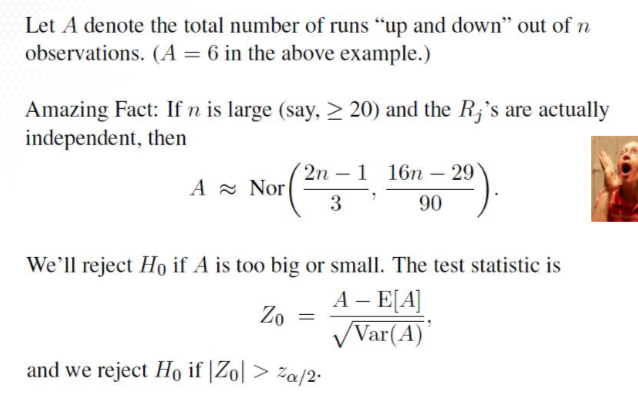 Let A denote the total number of runs “up and down” out of n
observations. (A = 6 in the above example.)
Amazing Fact: If n is large (say, ≥ 20) and the R_j’s are actually
independent, then
A ≈ Nor( (2n − 1)/3 , (16n − 29)/90 ).
We’ll reject H_0 if A is too big or small. The test statistic is
Z_0 = (A − E[A]) / √Var(A) ,
and we reject H_0 if |Z_0| > z_{α/2}.